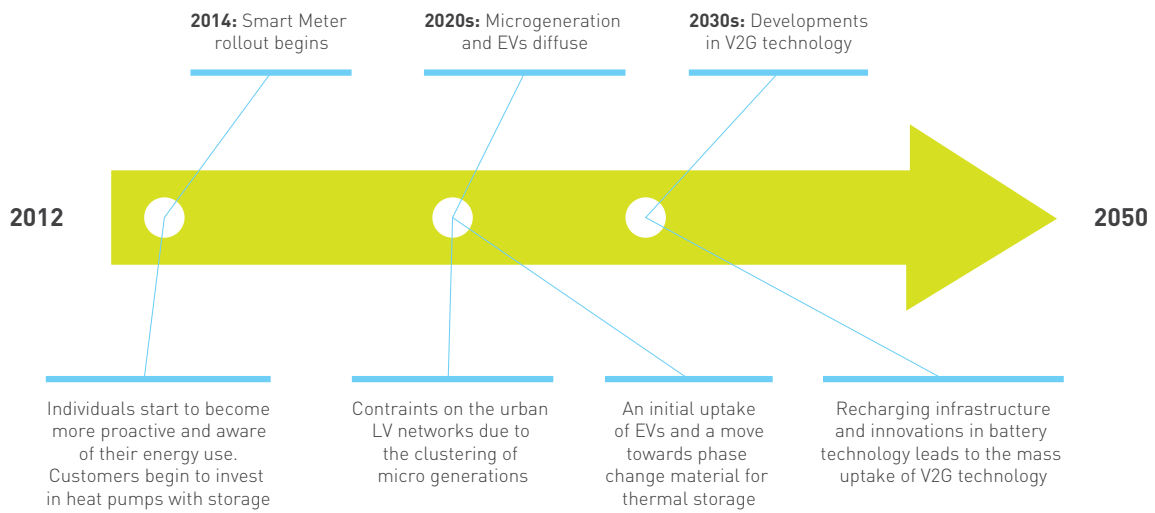 2014: Smart Meter
rollout begins
2020s: Microgeneration
and EVs diffuse
2030s: Developments
in V2G technology
2012
2050
Individuals start to become
more proactive and aware
of their energy use.
Customers begin to invest
in heat pumps with storage
Contraints on the urban
LV networks due to
the clustering of
micro generations
An initial uptake
of EVs and a move
towards phase
change material for
thermal storage
Recharging infrastructure
and innovations in battery
technology leads to the mass
uptake of V2G technology